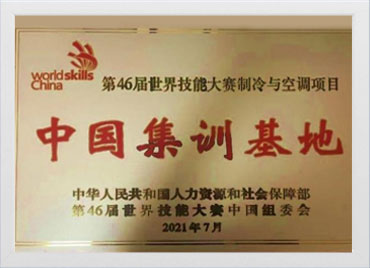 worldskills
China
第46届世界技能大赛制冷与空调项目
中国集训基地
中华人民共和国人力资源和社会保障部
第46届世界技能大赛中国组委会
2021年7月